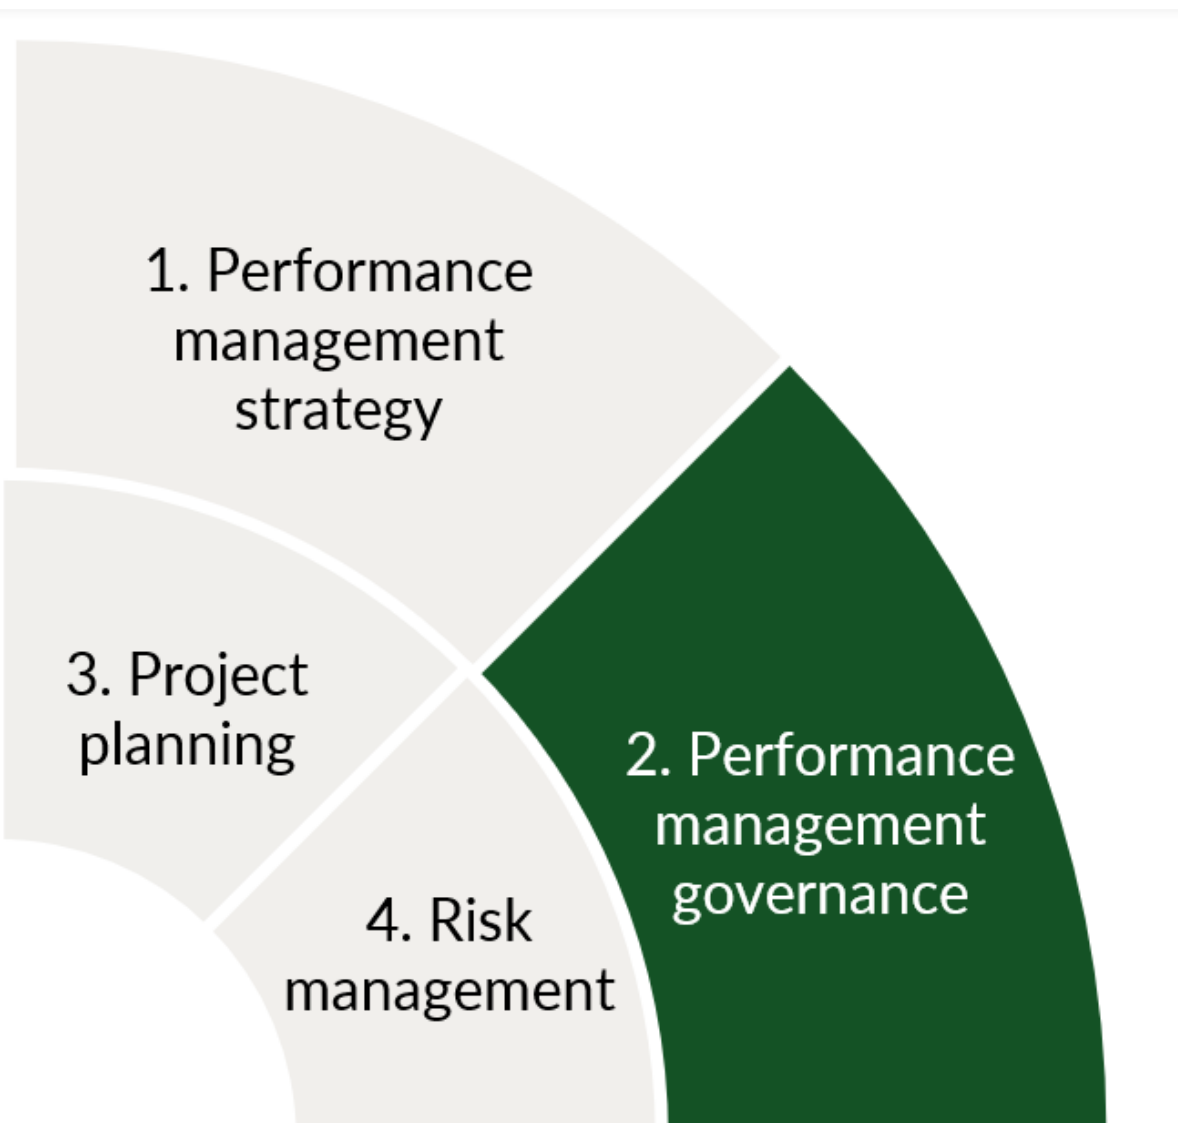 1. Performance
management
strategy
3. Project
planning
2. Performance
management
governance
4. Risk
management